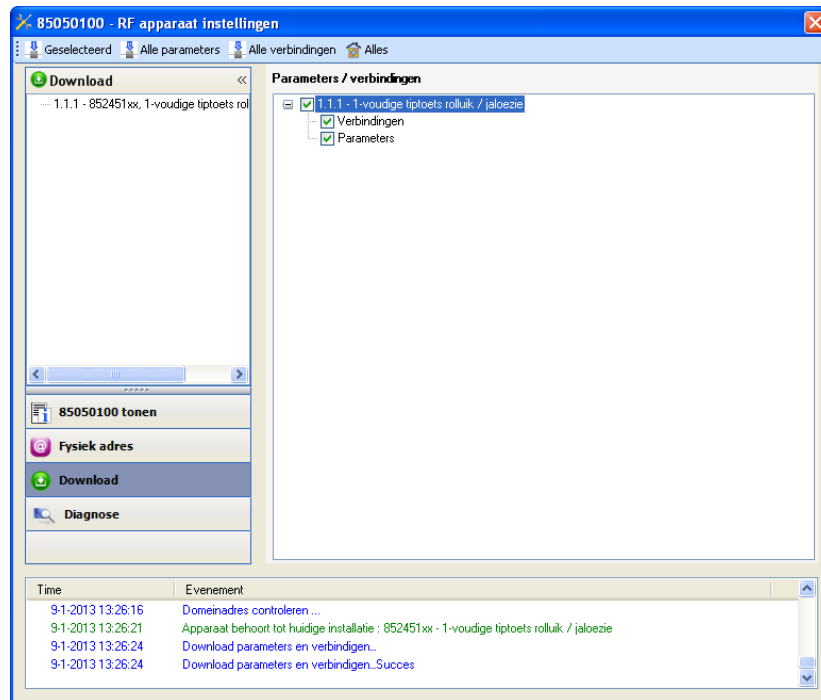 85050100 - RF apparaat instellingen
Geselecteerd Alle parameters Alle verbindingen Alles
Download «
1.1.1 - 852451xx, 1-voudige tiptoets rol
85050100 tonen
Fysiek adres
Download
Diagnose
Parameters / verbindingen
1.1.1 - 1-voudige tiptoets rolluik / jaloezie
Verbindingen
Parameters
Time Evenement
9-1-2013 13:26:16 Domeinadres controleren ...
9-1-2013 13:26:21 Apparaat behoort tot huidige installatie : 852451xx - 1-voudige tiptoets rolluik / jaloezie
9-1-2013 13:26:24 Download parameters en verbindigen...
9-1-2013 13:26:24 Download parameters en verbindigen...Succes